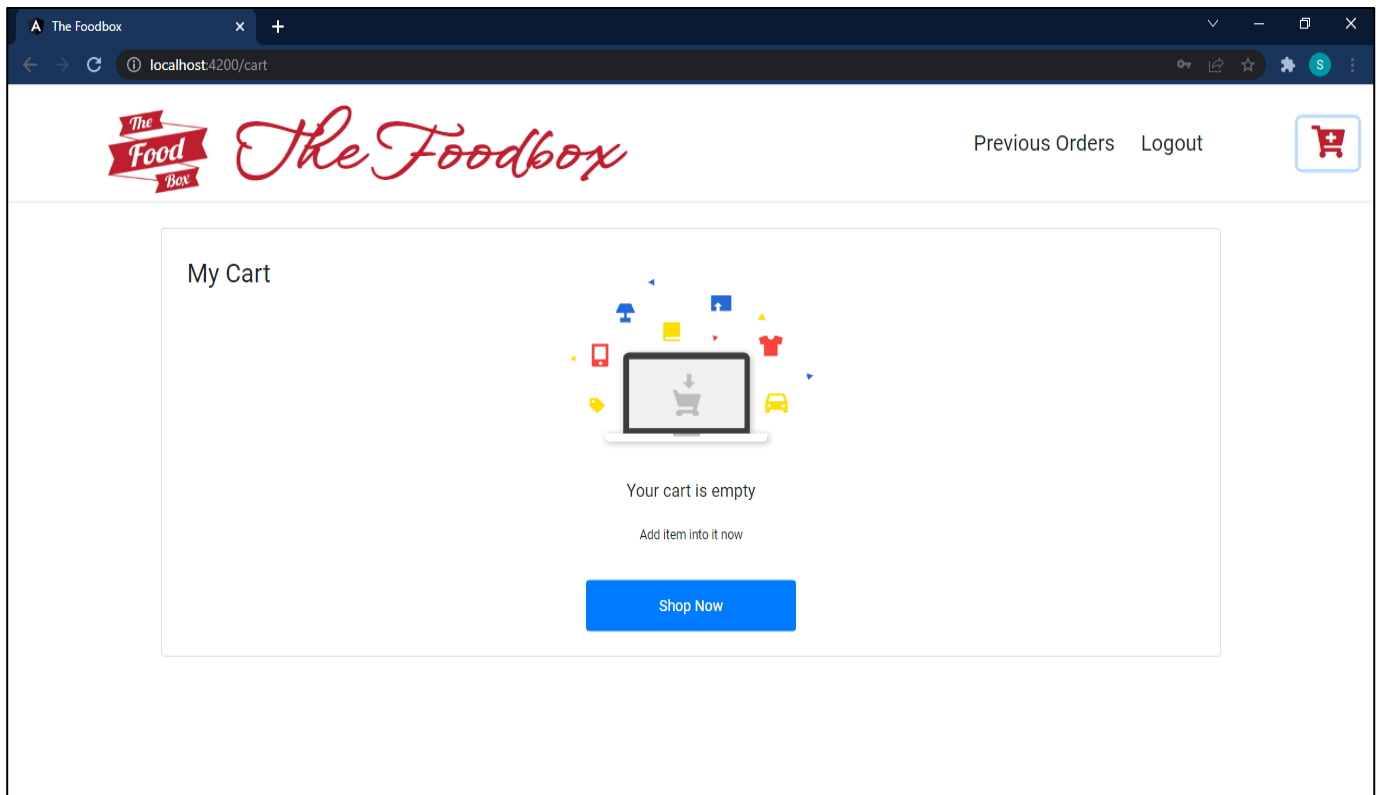 The Foodbox
localhost:4200/cart
S
The
Food
Box
The Foodbox
Previous Orders Logout
My Cart
Your cart is empty
Add item into it now
Shop Now